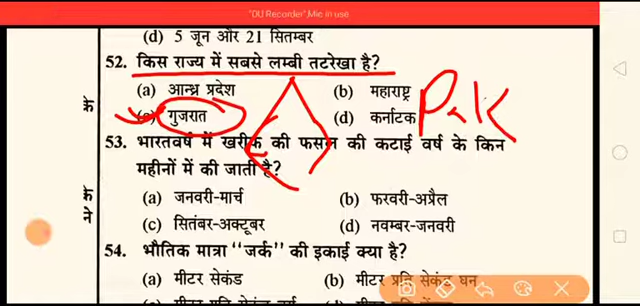 "DU Recorder",Mic in use
(d) 5 जून और 21 सितम्बर
52. किस राज्य में सबसे लम्बी तटरेखा है?
(a) आन्ध्र प्रदेश (b) महाराष्ट्र
के (c) गुजरात (d) कर्नाटक Pak
53. भारतवर्ष में खरीफ की फसल की कटाई वर्ष के किन
महीनों में की जाती है?
के (a) जनवरी-मार्च (b) फरवरी-अप्रैल
ने (c) सितंबर-अक्टूबर (d) नवम्बर-जनवरी
54. भौतिक मात्रा "जर्क" की इकाई क्या है?
(a) मीटर सेकंड (b) मीटर प्रति सेकंड घन